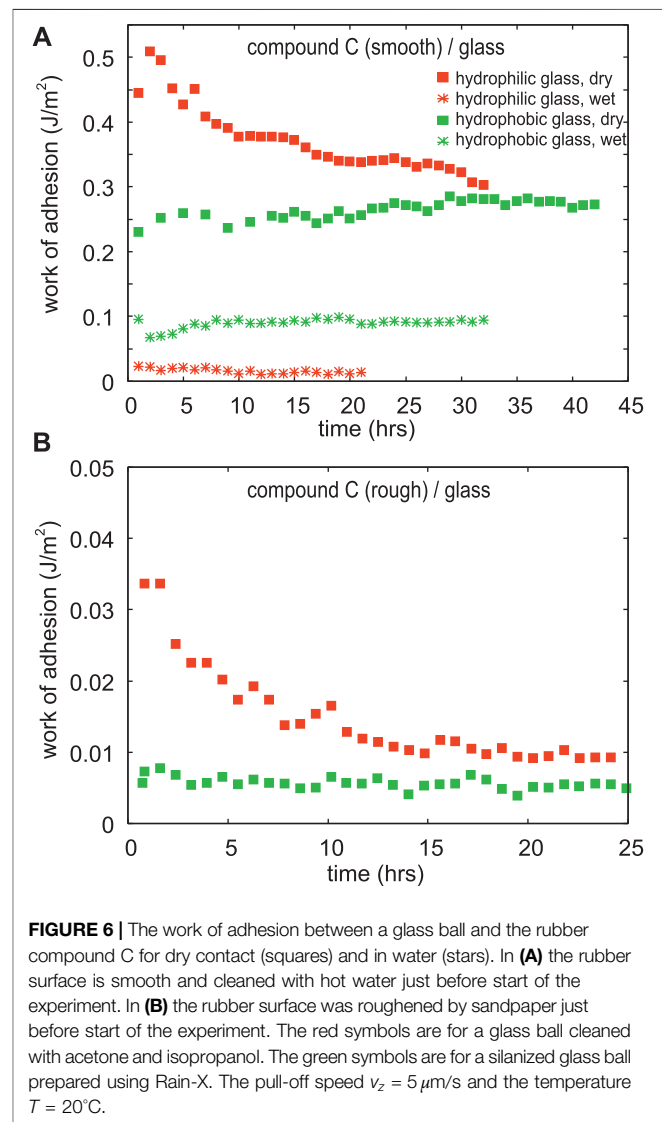 A
compound C (smooth) / glass
hydrophilic glass, dry
hydrophilic glass, wet
hydrophobic glass, dry
hydrophobic glass, wet
work of adhesion (J/m²)
0.5
0.4
0.3
0.2
0.1
0
0 5 10 15 20 25 30 35 40 45
time (hrs)
B
compound C (rough) / glass
work of adhesion (J/m²)
0.05
0.04
0.03
0.02
0.01
0
0 5 10 15 20 25
time (hrs)
FIGURE 6 | The work of adhesion between a glass ball and the rubber
compound C for dry contact (squares) and in water (stars). In (A) the rubber
surface is smooth and cleaned with hot water just before start of the
experiment. In (B) the rubber surface was roughened by sandpaper just
before start of the experiment. The red symbols are for a glass ball cleaned
with acetone and isopropanol. The green symbols are for a silanized glass ball
prepared using Rain-X. The pull-off speed v_z = 5 μm/s and the temperature
T = 20°C.